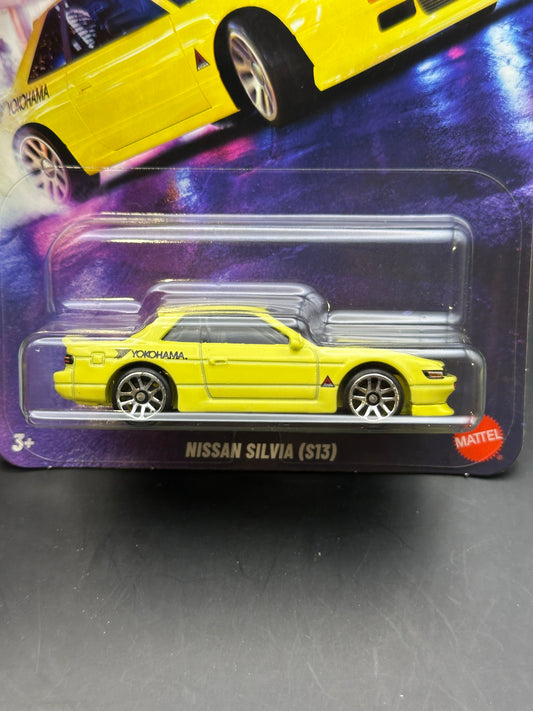 YOKOHAMA
YOKOHAMA.
3+
NISSAN SILVIA (S13)
MATTEL